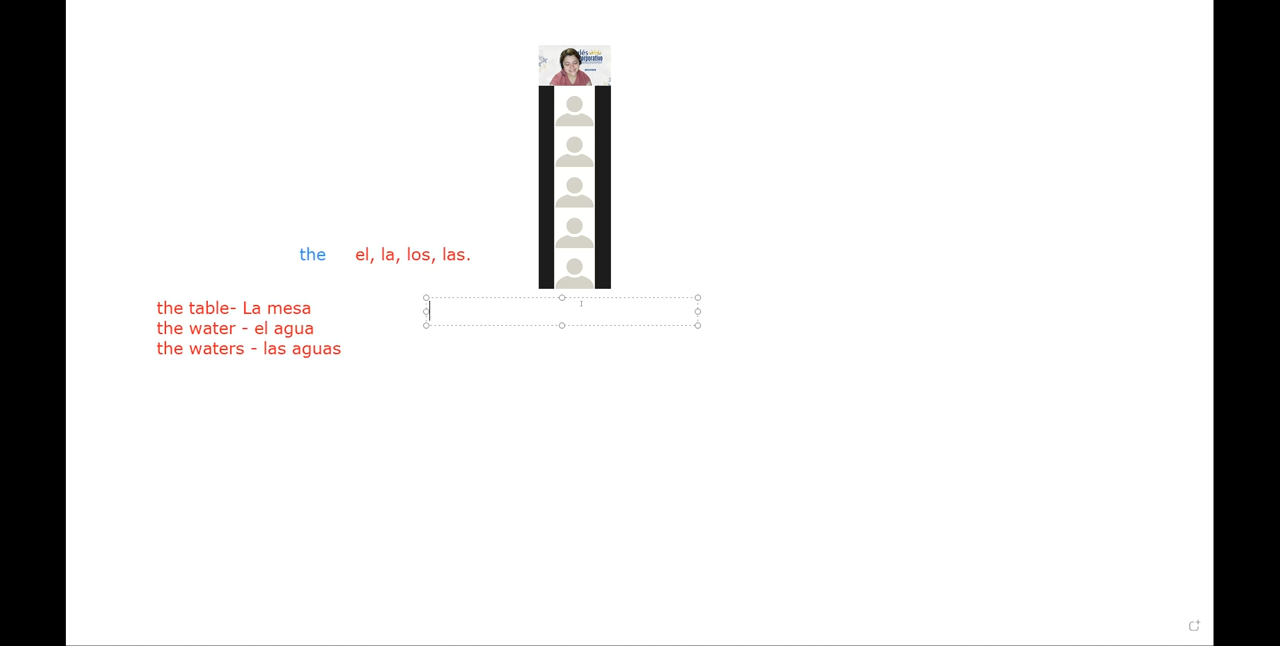 the el, la, los, las.
the table- La mesa
the water - el agua
the waters - las aguas